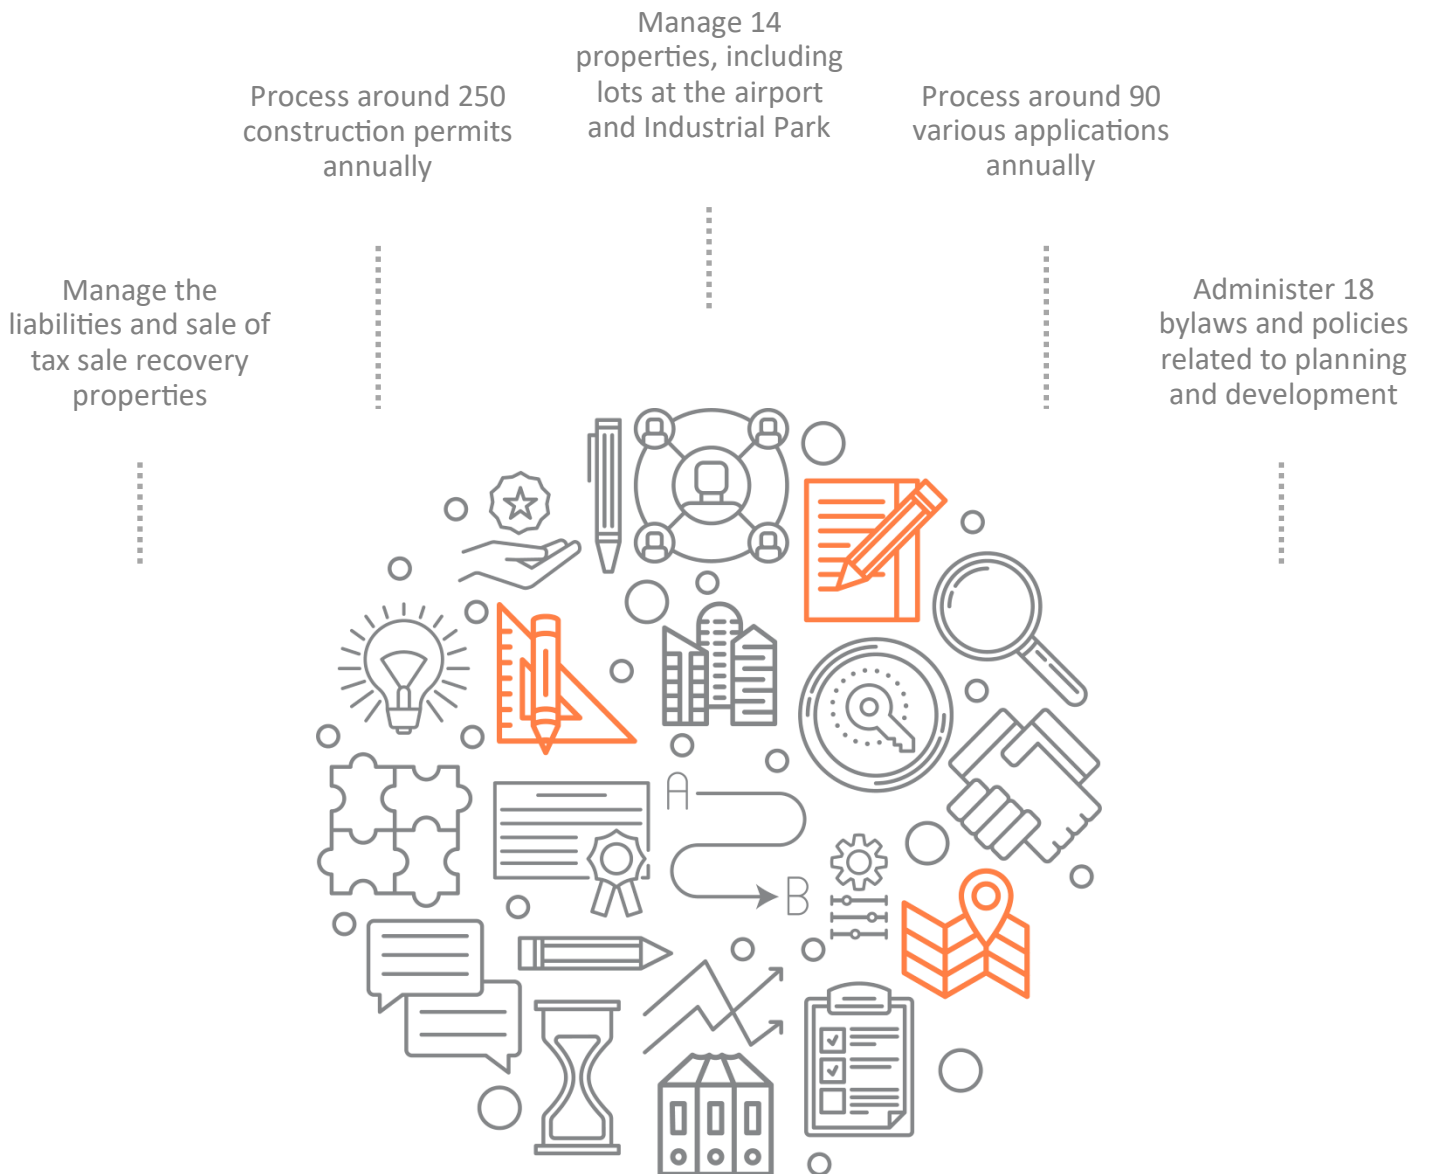 Manage 14
properties, including
lots at the airport
and Industrial Park
Process around 250
construction permits
annually
Process around 90
various applications
annually
Manage the
liabilities and sale of
tax sale recovery
properties
Administer 18
bylaws and policies
related to planning
and development
A
B